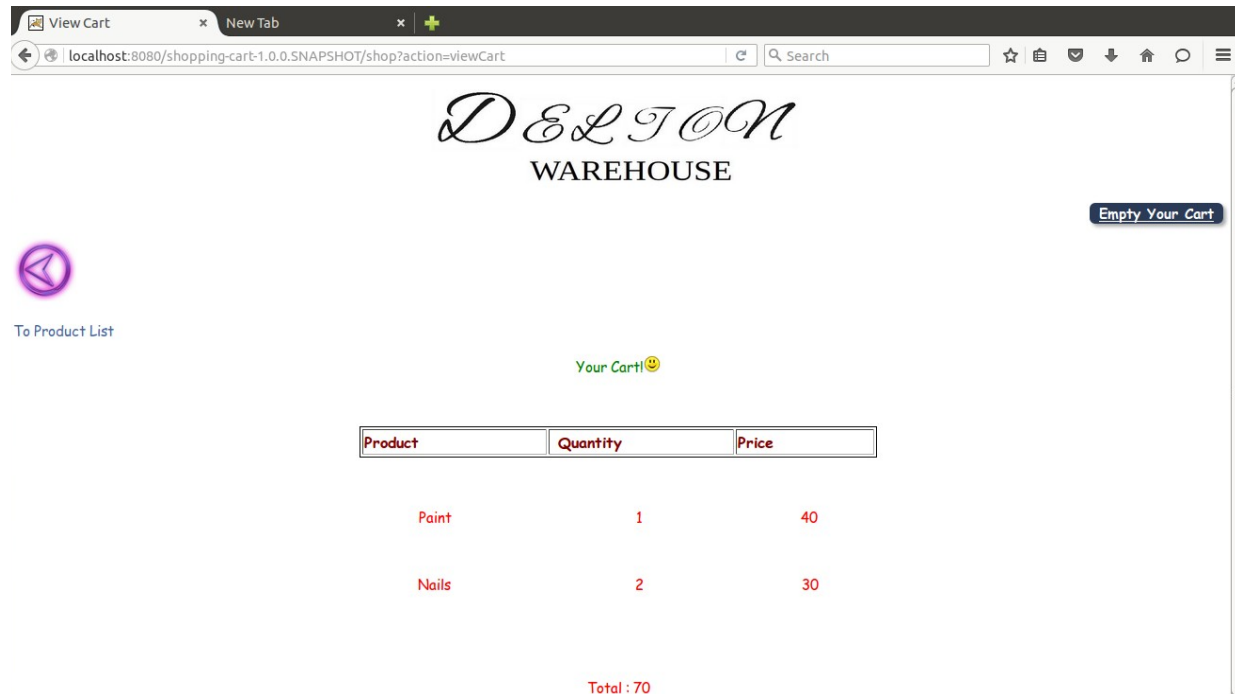 View Cart
New Tab
localhost:8080/shopping-cart-1.0.0.SNAPSHOT/shop?action=viewCart
Search
DELTON
WAREHOUSE
Empty Your Cart
To Product List
Your Cart!
Product Quantity Price
Paint 1 40
Nails 2 30
Total : 70